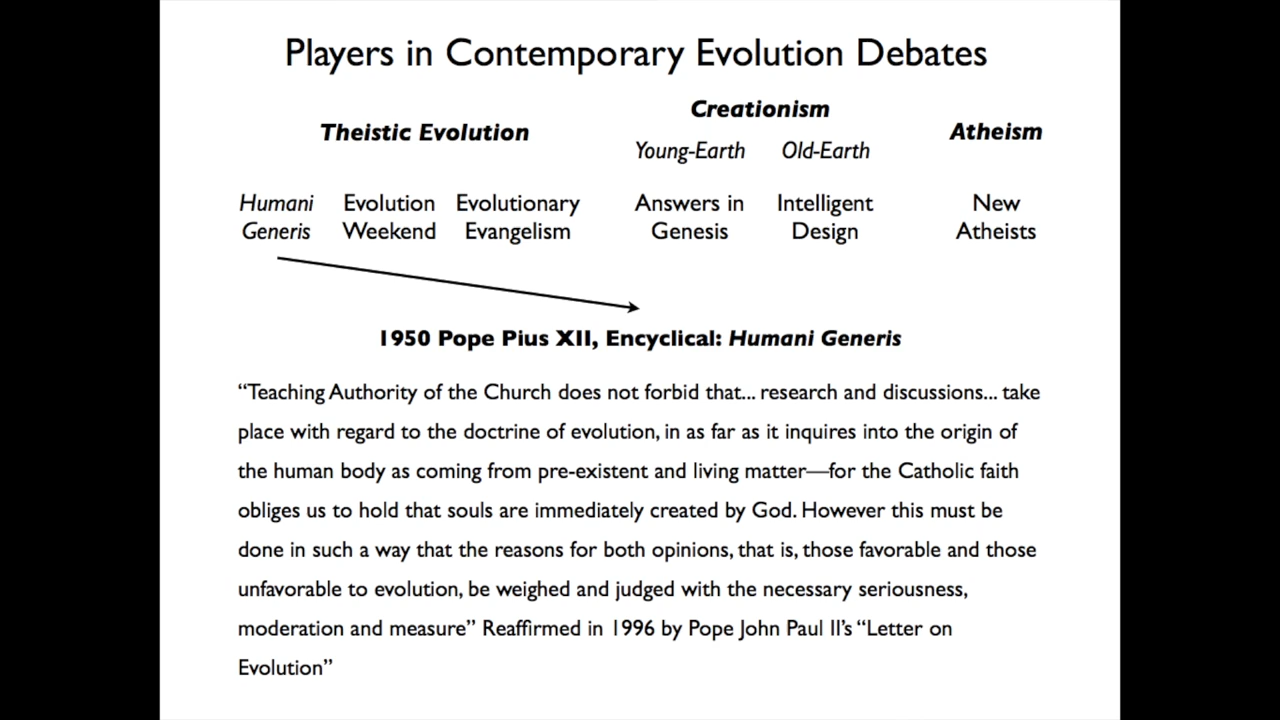 Players in Contemporary Evolution Debates
Theistic Evolution
Creationism
Atheism
Young-Earth
Old-Earth
Humani
Generis
Evolution
Weekend
Evolutionary
Evangelism
Answers in
Genesis
Intelligent
Design
New
Atheists
1950 Pope Pius XII, Encyclical: Humani Generis
“Teaching Authority of the Church does not forbid that... research and discussions... take
place with regard to the doctrine of evolution, in as far as it inquires into the origin of
the human body as coming from pre-existent and living matter—for the Catholic faith
obliges us to hold that souls are immediately created by God. However this must be
done in such a way that the reasons for both opinions, that is, those favorable and those
unfavorable to evolution, be weighed and judged with the necessary seriousness,
moderation and measure” Reaffirmed in 1996 by Pope John Paul II’s “Letter on
Evolution”